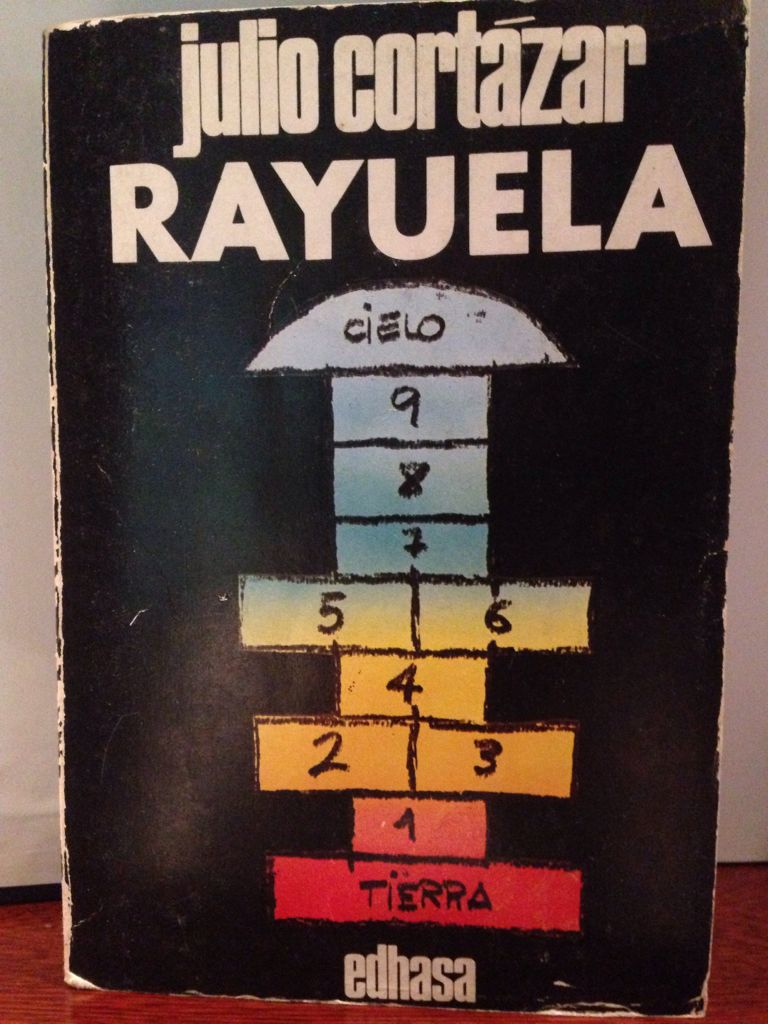 julio cortázar
RAYUELA
CIELO
9
8
7
5 6
4
2 3
1
TIERRA
edhasa